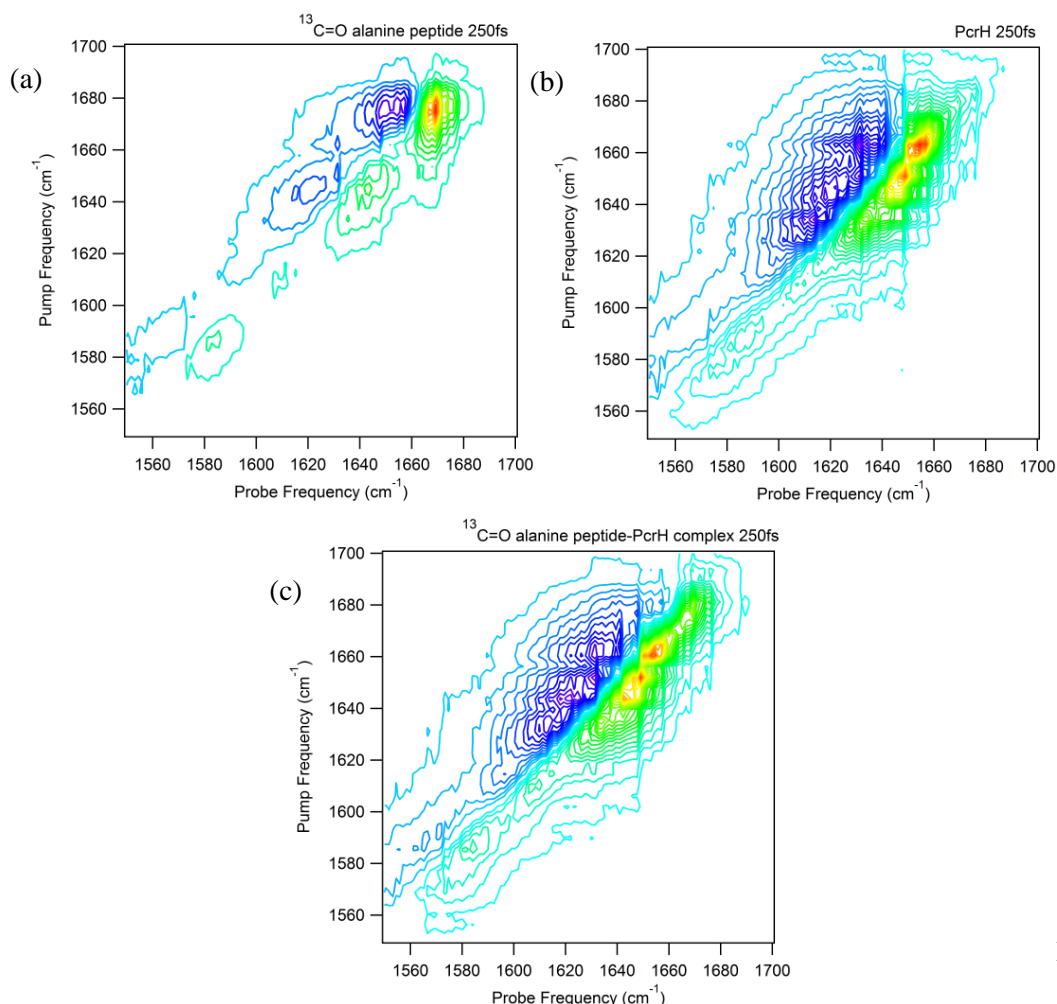 ¹³C=O alanine peptide 250fs
(a)
1700
1680
1660
1640
1620
1600
1580
1560
Pump Frequency (cm⁻¹)
1560 1580 1600 1620 1640 1660 1680 1700
Probe Frequency (cm⁻¹)
PcrH 250fs
(b)
1700
1680
1660
1640
1620
1600
1580
1560
Pump Frequency (cm⁻¹)
1560 1580 1600 1620 1640 1660 1680 1700
Probe Frequency (cm⁻¹)
¹³C=O alanine peptide-PcrH complex 250fs
(c)
1700
1680
1660
1640
1620
1600
1580
1560
Pump Frequency (cm⁻¹)
1560 1580 1600 1620 1640 1660 1680 1700
Probe Frequency (cm⁻¹)